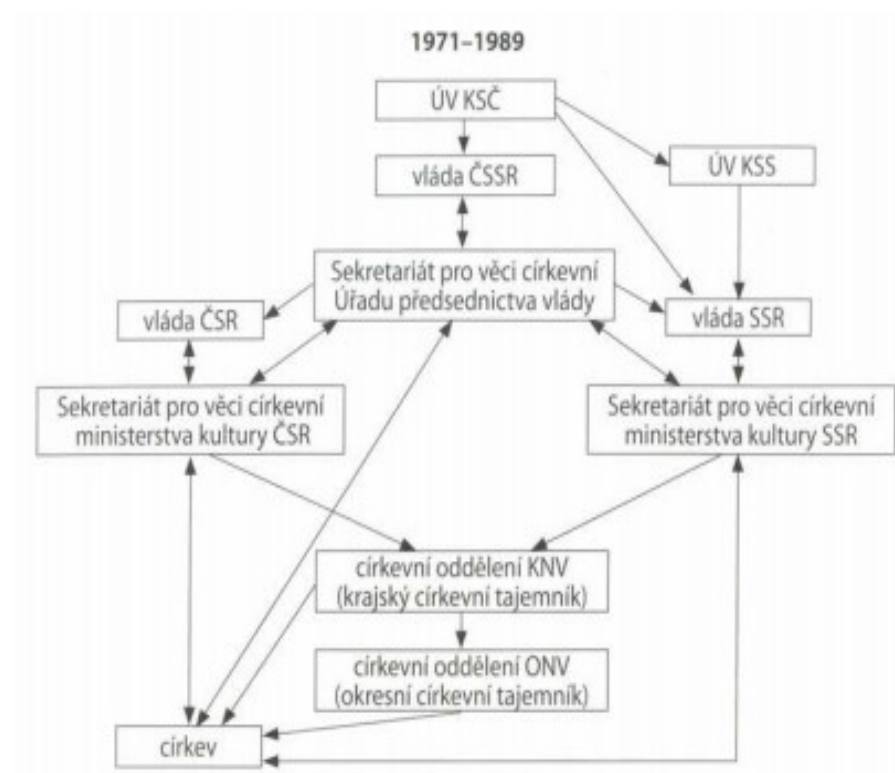 1971–1989
ÚV KSČ
ÚV KSS
vláda ČSSR
Sekretariát pro věci církevní
Úřadu předsednictva vlády
vláda ČSR
vláda SSR
Sekretariát pro věci církevní
ministerstva kultury ČSR
Sekretariát pro věci církevní
ministerstva kultury SSR
církevní oddělení KNV
(krajský církevní tajemník)
církevní oddělení ONV
(okresní církevní tajemník)
církev